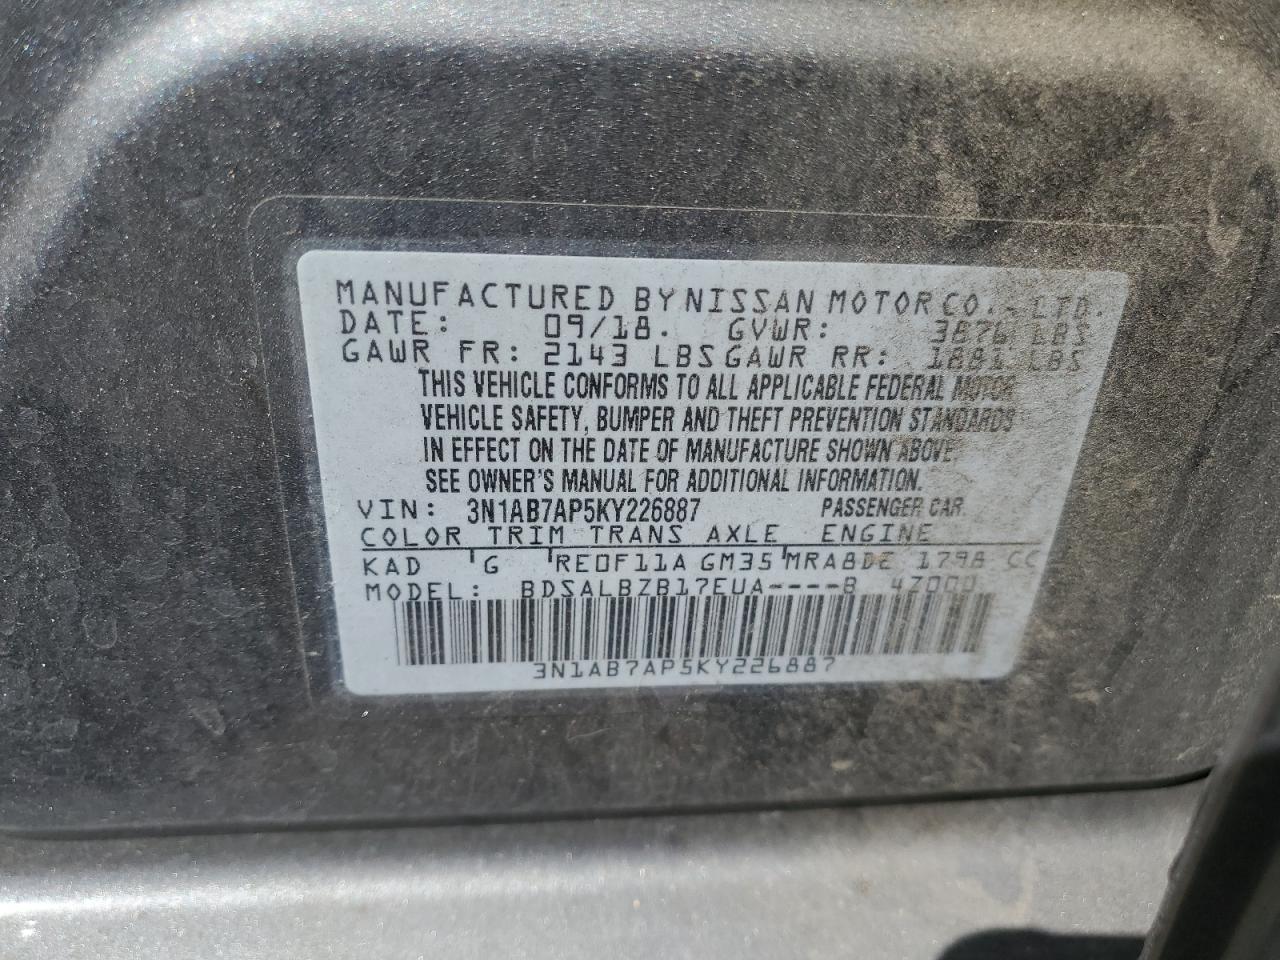 MANUFACTURED BY NISSAN MOTOR CO., LTD.
DATE: 09/18. GVWR: 3876 LBS
GAWR FR: 2143 LBS GAWR RR: 1881 LBS
THIS VEHICLE CONFORMS TO ALL APPLICABLE FEDERAL MOTOR
VEHICLE SAFETY, BUMPER AND THEFT PREVENTION STANDARDS
IN EFFECT ON THE DATE OF MANUFACTURE SHOWN ABOVE.
SEE OWNER'S MANUAL FOR ADDITIONAL INFORMATION.
VIN: 3N1AB7AP5KY226887 PASSENGER CAR
COLOR TRIM TRANS AXLE ENGINE
KAD G RE0F11A GM35 MRA8DE 1798 CC
MODEL: BDSALBZB17EUA----B 4Z000
3N1AB7AP5KY226887